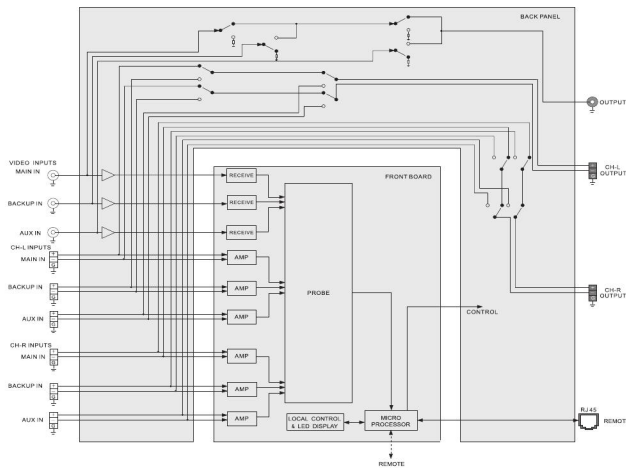 BACK PANEL
OUTPUT
VIDEO INPUTS
MAIN IN
BACKUP IN
AUX IN
CH-L INPUTS
MAIN IN
+
-
G
BACKUP IN
+
-
G
AUX IN
+
-
G
CH-R INPUTS
MAIN IN
+
-
G
BACKUP IN
+
-
G
AUX IN
+
-
G
FRONT BOARD
RECEIVE
RECEIVE
RECEIVE
AMP
AMP
AMP
AMP
AMP
AMP
PROBE
CONTROL
LOCAL CONTROL
& LED DISPLAY
MICRO
PROCESSOR
REMOTE
CH-L
OUTPUT
CH-R
OUTPUT
RJ45
REMOT